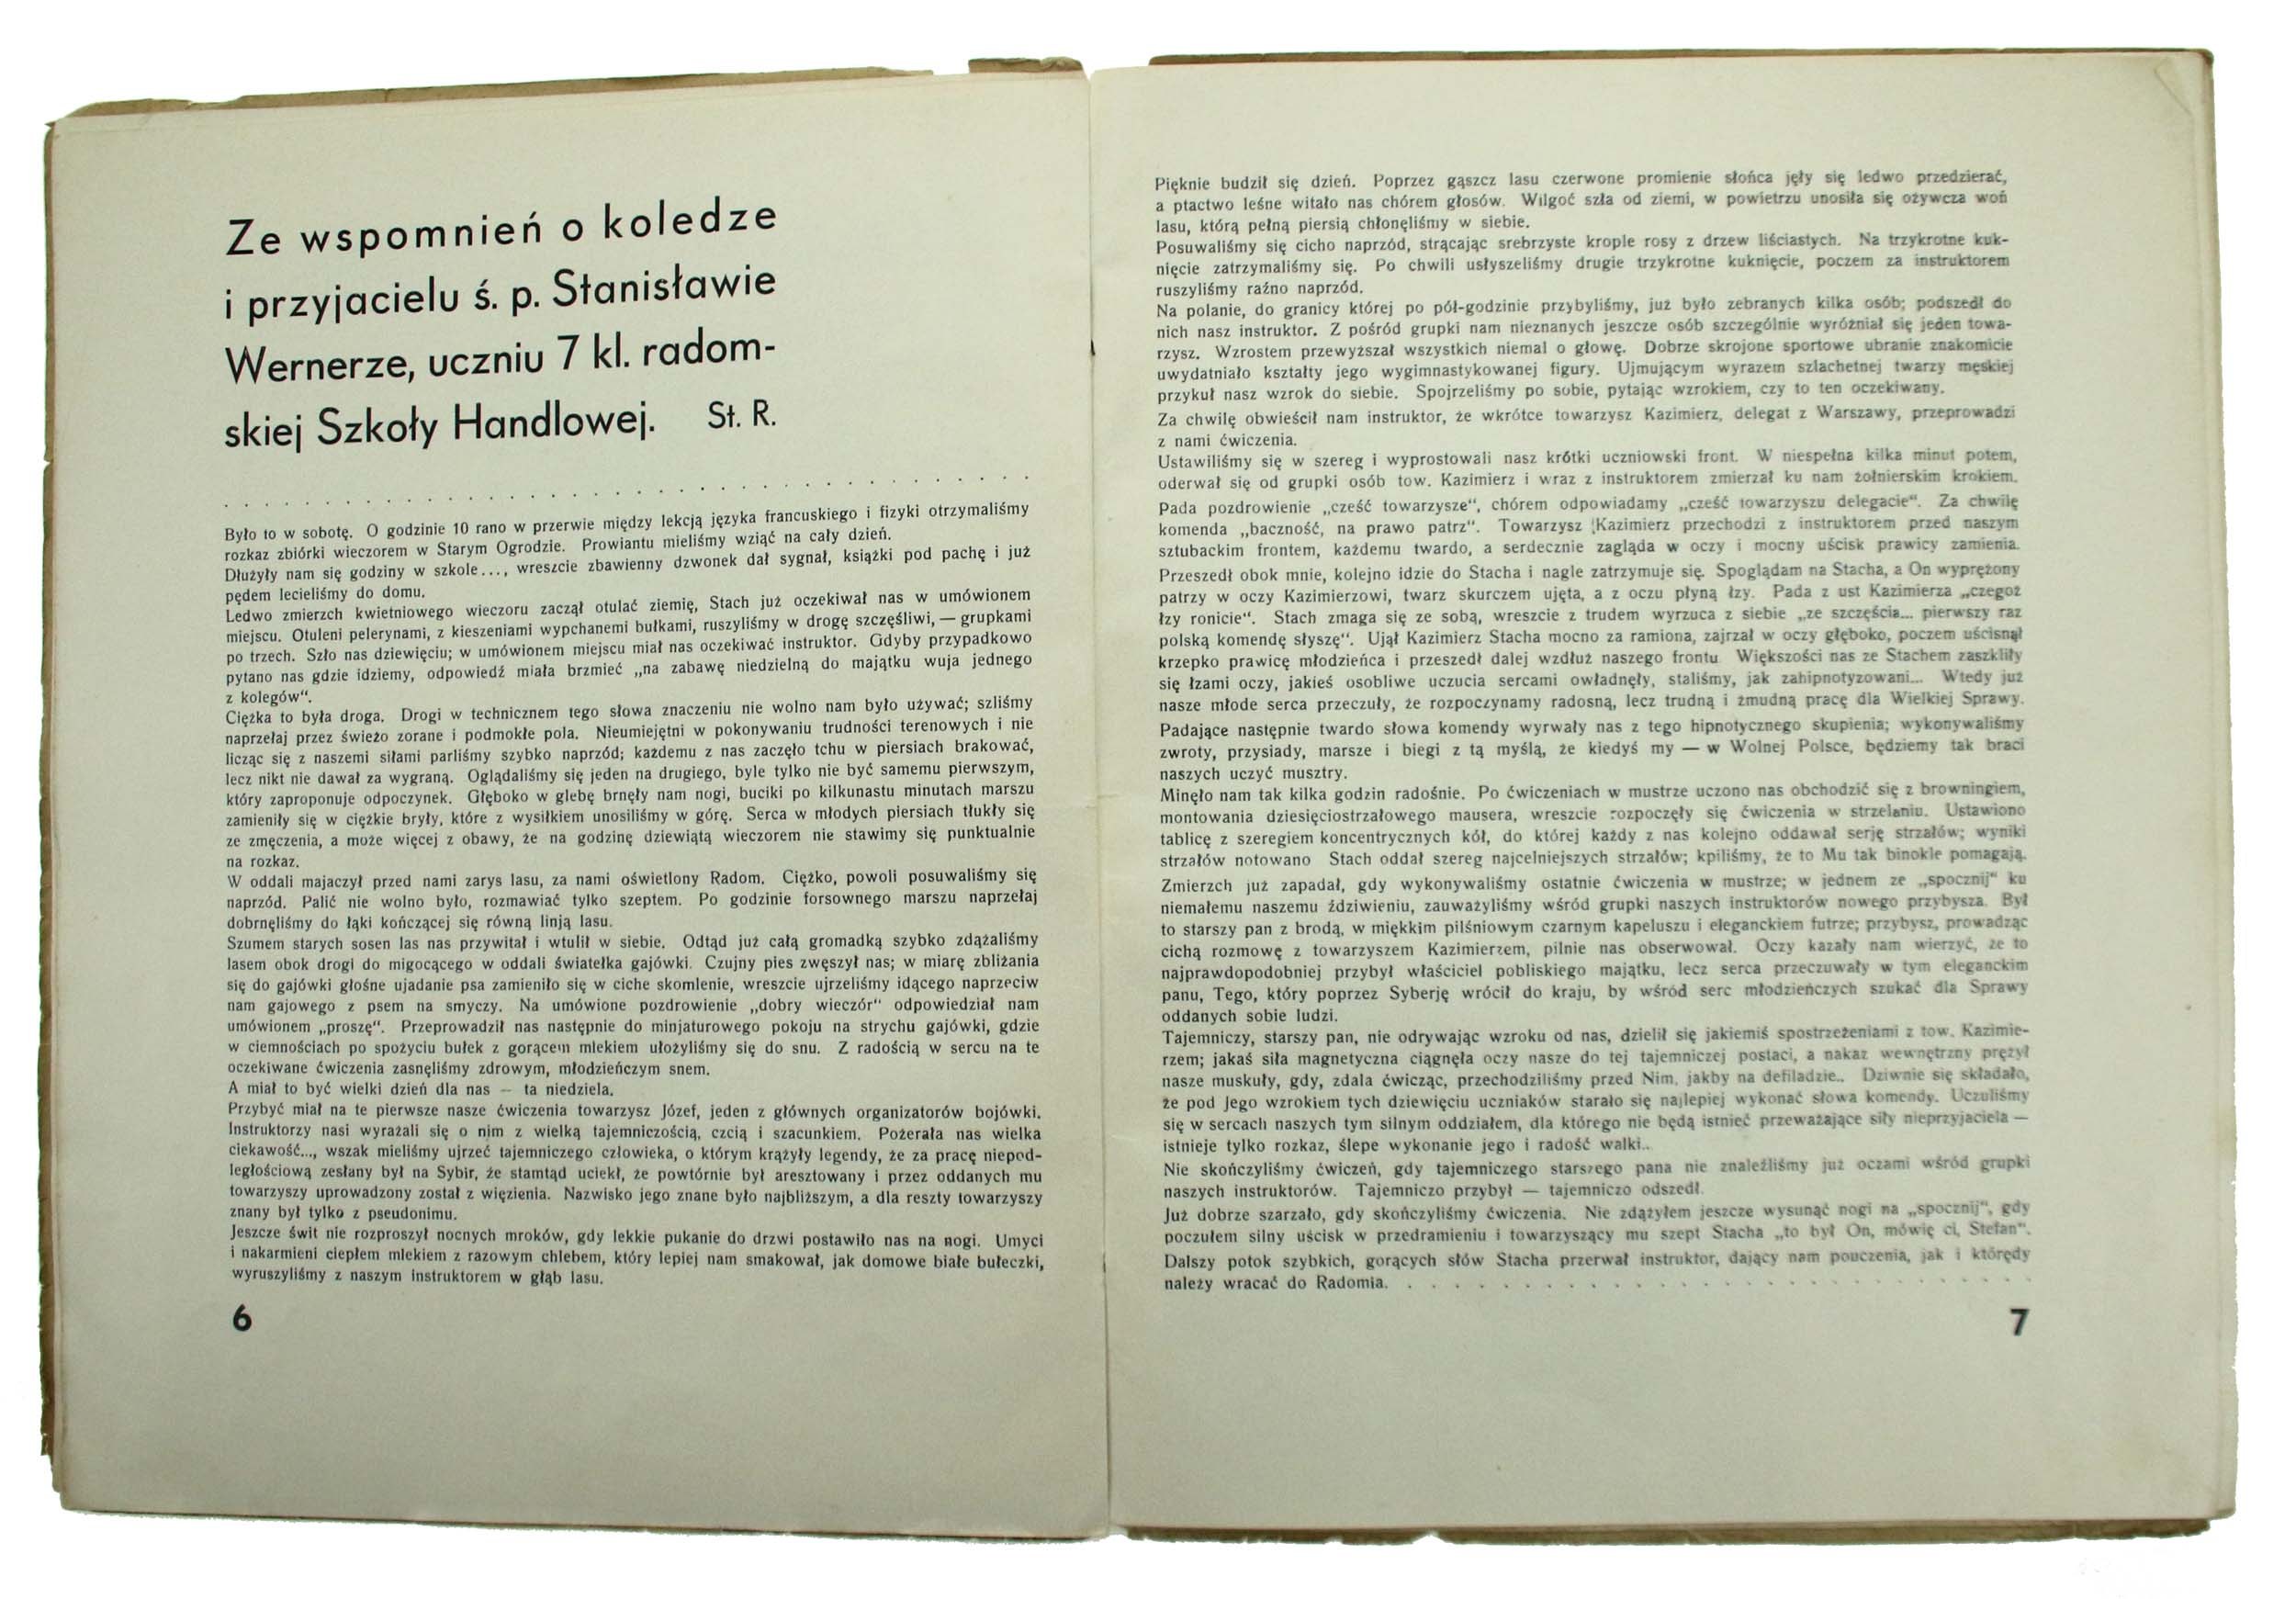 Ze wspomnień o koledze
i przyjacielu ś. p. Stanisławie
Wernerze, uczniu 7 kl. radom-
skiej Szkoły Handlowej. St. R.
. . . . . . . . . . . . . . . . . . . . . . . . . . . . . . . . . . . .
Było to w sobotę. O godzinie 10 rano w przerwie między lekcją języka francuskiego i fizyki otrzymaliśmy
rozkaz zbiórki wieczorem w Starym Ogrodzie. Prowiantu mieliśmy wziąć na cały dzień.
Dłużyły nam się godziny w szkole..., wreszcie zbawienny dzwonek dał sygnał, książki pod pachę i już
pędem lecieliśmy do domu.
Ledwo zmierzch kwietniowego wieczoru zaczął otulać ziemię, Stach już oczekiwał nas w umówionem
miejscu. Otuleni pelerynami, z kieszeniami wypchanemi bułkami, ruszyliśmy w drogę szczęśliwi, — grupkami
po trzech. Szło nas dziewięciu; w umówionem miejscu miał nas oczekiwać instruktor. Gdyby przypadkowo
pytano nas gdzie idziemy, odpowiedź miała brzmieć „na zabawę niedzielną do majątku wuja jednego
z kolegów".
Ciężka to była droga. Drogi w technicznem tego słowa znaczeniu nie wolno nam było używać; szliśmy
naprzełaj przez świeżo zorane i podmokłe pola. Nieumiejętni w pokonywaniu trudności terenowych i nie
licząc się z naszemi siłami parliśmy szybko naprzód; każdemu z nas zaczęło tchu w piersiach brakować,
lecz nikt nie dawał za wygraną. Oglądaliśmy się jeden na drugiego, byle tylko nie być samemu pierwszym,
który zaproponuje odpoczynek. Głęboko w glebę brnęły nam nogi, buciki po kilkunastu minutach marszu
zamieniły się w ciężkie bryły, które z wysiłkiem unosiliśmy w górę. Serca w młodych piersiach tłukły się
ze zmęczenia, a może więcej z obawy, że na godzinę dziewiątą wieczorem nie stawimy się punktualnie
na rozkaz.
W oddali majaczył przed nami zarys lasu, za nami oświetlony Radom. Ciężko, powoli posuwaliśmy się
naprzód. Palić nie wolno było, rozmawiać tylko szeptem. Po godzinie forsownego marszu naprzełaj
dobrnęliśmy do łąki kończącej się równą linją lasu.
Szumem starych sosen las nas przywitał i wtulił w siebie. Odtąd już całą gromadką szybko zdążaliśmy
lasem obok drogi do migocącego w oddali światełka gajówki. Czujny pies zwęszył nas; w miarę zbliżania
się do gajówki głośne ujadanie psa zamieniło się w ciche skomlenie, wreszcie ujrzeliśmy idącego naprzeciw
nam gajowego z psem na smyczy. Na umówione pozdrowienie „dobry wieczór" odpowiedział nam
umówionem „proszę". Przeprowadził nas następnie do minjaturowego pokoju na strychu gajówki, gdzie
w ciemnościach po spożyciu bułek z gorącem mlekiem ułożyliśmy się do snu. Z radością w sercu na te
oczekiwane ćwiczenia zasnęliśmy zdrowym, młodzieńczym snem.
A miał to być wielki dzień dla nas — ta niedziela.
Przybyć miał na te pierwsze nasze ćwiczenia towarzysz Józef, jeden z głównych organizatorów bojówki.
Instruktorzy nasi wyrażali się o nim z wielką tajemniczością, czcią i szacunkiem. Pożerała nas wielka
ciekawość..., wszak mieliśmy ujrzeć tajemniczego człowieka, o którym krążyły legendy, że za pracę niepod-
ległościową zesłany był na Sybir, że stamtąd uciekł, że powtórnie był aresztowany i przez oddanych mu
towarzyszy uprowadzony został z więzienia. Nazwisko jego znane było najbliższym, a dla reszty towarzyszy
znany był tylko z pseudonimu.
Jeszcze świt nie rozproszył nocnych mroków, gdy lekkie pukanie do drzwi postawiło nas na nogi. Umyci
i nakarmieni ciepłem mlekiem z razowym chlebem, który lepiej nam smakował, jak domowe białe bułeczki,
wyruszyliśmy z naszym instruktorem w głąb lasu.
6
Pięknie budził się dzień. Poprzez gąszcz lasu czerwone promienie słońca jęły się ledwo przedzierać,
a ptactwo leśne witało nas chórem głosów. Wilgoć szła od ziemi, w powietrzu unosiła się ożywcza woń
lasu, którą pełną piersią chłonęliśmy w siebie.
Posuwaliśmy się cicho naprzód, strącając srebrzyste krople rosy z drzew liściastych. Na trzykrotne kuk-
nięcie zatrzymaliśmy się. Po chwili usłyszeliśmy drugie trzykrotne kuknięcie, poczem za instruktorem
ruszyliśmy raźno naprzód.
Na polanie, do granicy której po pół-godzinie przybyliśmy, już było zebranych kilka osób; podszedł do
nich nasz instruktor. Z pośród grupki nam nieznanych jeszcze osób szczególnie wyróżniał się jeden towa-
rzysz. Wzrostem przewyższał wszystkich niemal o głowę. Dobrze skrojone sportowe ubranie znakomicie
uwydatniało kształty jego wygimnastykowanej figury. Ujmującym wyrazem szlachetnej twarzy męskiej
przykuł nasz wzrok do siebie. Spojrzeliśmy po sobie, pytając wzrokiem, czy to ten oczekiwany.
Za chwilę obwieścił nam instruktor, że wkrótce towarzysz Kazimierz, delegat z Warszawy, przeprowadzi
z nami ćwiczenia.
Ustawiliśmy się w szereg i wyprostowali nasz krótki uczniowski front. W niespełna kilka minut potem,
oderwał się od grupki osób tow. Kazimierz i wraz z instruktorem zmierzał ku nam żołnierskim krokiem.
Pada pozdrowienie „cześć towarzysze", chórem odpowiadamy „cześć towarzyszu delegacie". Za chwilę
komenda „baczność, na prawo patrz". Towarzysz Kazimierz przechodzi z instruktorem przed naszym
sztubackim frontem, każdemu twardo, a serdecznie zagląda w oczy i mocny uścisk prawicy zamienia.
Przeszedł obok mnie, kolejno idzie do Stacha i nagle zatrzymuje się. Spoglądam na Stacha, a On wyprężony
patrzy w oczy Kazimierzowi, twarz skurczem ujęta, a z oczu płyną łzy. Pada z ust Kazimierza „czegoż
łzy ronicie". Stach zmaga się ze sobą, wreszcie z trudem wyrzuca z siebie „ze szczęścia... pierwszy raz
polską komendę słyszę". Ujął Kazimierz Stacha mocno za ramiona, zajrzał w oczy głęboko, poczem uścisnął
krzepko prawicę młodzieńca i przeszedł dalej wzdłuż naszego frontu. Większości nas ze Stachem zaszkliły
się łzami oczy, jakieś osobliwe uczucia sercami owładnęły, staliśmy, jak zahipnotyzowani... Wtedy już
nasze młode serca przeczuły, że rozpoczynamy radosną, lecz trudną i żmudną pracę dla Wielkiej Sprawy.
Padające następnie twardo słowa komendy wyrwały nas z tego hipnotycznego skupienia; wykonywaliśmy
zwroty, przysiady, marsze i biegi z tą myślą, że kiedyś my — w Wolnej Polsce, będziemy tak braci
naszych uczyć musztry.
Minęło nam tak kilka godzin radośnie. Po ćwiczeniach w mustrze uczono nas obchodzić się z browningiem,
montowania dziesięciostrzałowego mausera, wreszcie rozpoczęły się ćwiczenia w strzelaniu. Ustawiono
tablicę z szeregiem koncentrycznych kół, do której każdy z nas kolejno oddawał serję strzałów; wyniki
strzałów notowano Stach oddał szereg najcelniejszych strzałów; kpiliśmy, że to Mu tak binokle pomagają.
Zmierzch już zapadał, gdy wykonywaliśmy ostatnie ćwiczenia w mustrze; w jednem ze „spocznij" ku
niemałemu naszemu ździwieniu, zauważyliśmy wśród grupki naszych instruktorów nowego przybysza. Był
to starszy pan z brodą, w miękkim pilśniowym czarnym kapeluszu i eleganckiem futrze; przybysz, prowadząc
cichą rozmowę z towarzyszem Kazimierzem, pilnie nas obserwował. Oczy kazały nam wierzyć, że to
najprawdopodobniej przybył właściciel pobliskiego majątku, lecz serca przeczuwały w tym eleganckim
panu, Tego, który poprzez Syberję wrócił do kraju, by wśród serc młodzieńczych szukać dla Sprawy
oddanych sobie ludzi.
Tajemniczy, starszy pan, nie odrywając wzroku od nas, dzielił się jakiemiś spostrzeżeniami z tow. Kazimie-
rzem; jakaś siła magnetyczna ciągnęła oczy nasze do tej tajemniczej postaci, a nakaz wewnętrzny prężył
nasze muskuły, gdy, zdala ćwicząc, przechodziliśmy przed Nim, jakby na defiladzie.. Dziwnie się składało,
że pod Jego wzrokiem tych dziewięciu uczniaków starało się najlepiej wykonać słowa komendy. Uczuliśmy
się w sercach naszych tym silnym oddziałem, dla którego nie będą istnieć przeważające siły nieprzyjaciela —
istnieje tylko rozkaz, ślepe wykonanie jego i radość walki..
Nie skończyliśmy ćwiczeń, gdy tajemniczego starszego pana nie znaleźliśmy już oczami wśród grupki
naszych instruktorów. Tajemniczo przybył — tajemniczo odszedł.
Już dobrze szarzało, gdy skończyliśmy ćwiczenia. Nie zdążyłem jeszcze wysunąć nogi na „spocznij", gdy
poczułem silny uścisk w przedramieniu i towarzyszący mu szept Stacha „to był On, mówię ci, Stefan".
Dalszy potok szybkich, gorących słów Stacha przerwał instruktor, dający nam pouczenia, jak i którędy
należy wracać do Radomia. . . . . . . . . . . . . . . . . . . . . . . . . . . . .
7